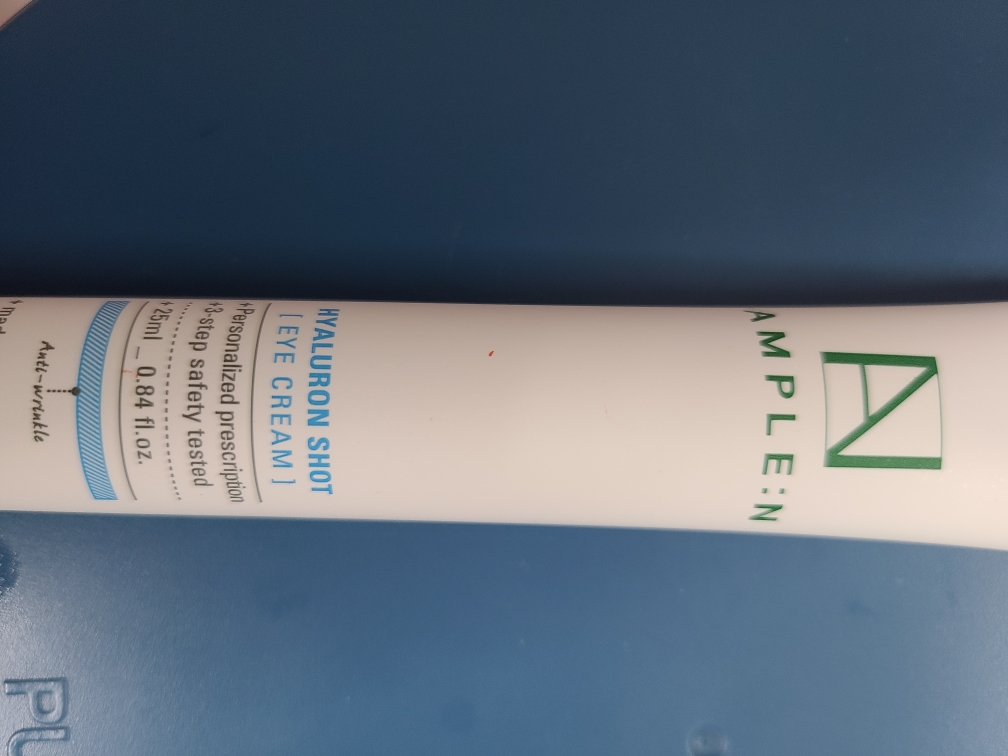 AMPLE:N
HYALURON SHOT
[ EYE CREAM ]
+Personalized prescription
+3-step safety tested
+25ml _ 0.84 fl.oz.
Anti-wrinkle